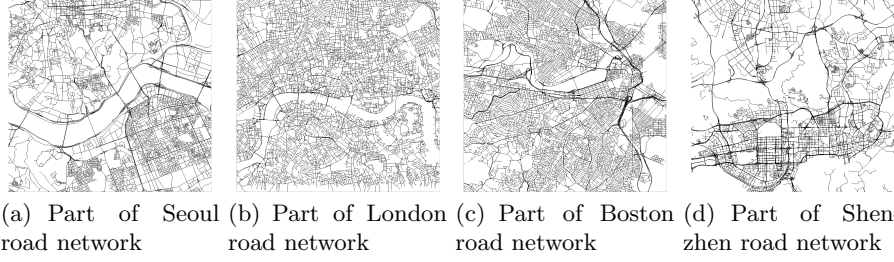 (a) Part of Seoul
road network
(b) Part of London
road network
(c) Part of Boston
road network
(d) Part of Shen
zhen road network